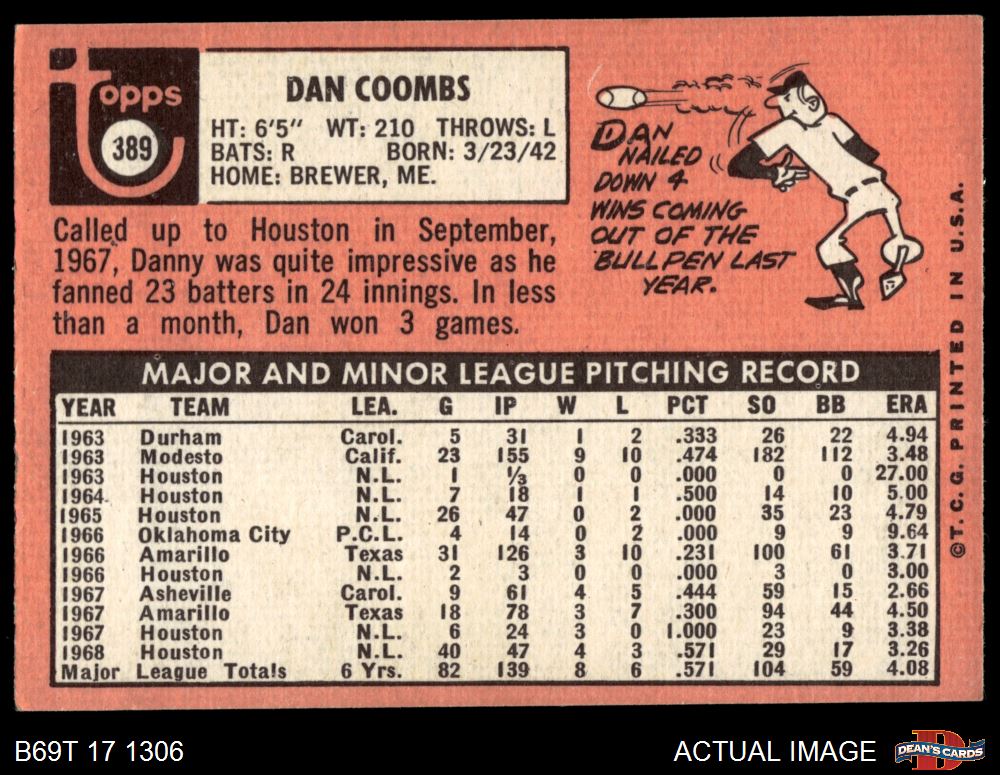 Topps
389
DAN COOMBS
HT: 6'5" WT: 210 THROWS: L
BATS: R BORN: 3/23/42
HOME: BREWER, ME.
Called up to Houston in September,
1967, Danny was quite impressive as he
fanned 23 batters in 24 innings. In less
than a month, Dan won 3 games.
DAN
NAILED
DOWN 4
WINS COMING
OUT OF THE
BULLPEN LAST
YEAR.
MAJOR AND MINOR LEAGUE PITCHING RECORD
YEAR TEAM LEA. G IP W L PCT SO BB ERA
1963 Durham Carol. 5 31 1 2 .333 26 22 4.94
1963 Modesto Calif. 23 155 9 10 .474 182 112 3.48
1963 Houston N.L. 1 ⅓ 0 0 .000 0 0 27.00
1964 Houston N.L. 7 18 1 1 .500 14 10 5.00
1965 Houston N.L. 26 47 0 2 .000 35 23 4.79
1966 Oklahoma City P.C.L. 4 14 0 2 .000 9 9 9.64
1966 Amarillo Texas 31 126 3 10 .231 100 61 3.71
1966 Houston N.L. 2 3 0 0 .000 3 0 3.00
1967 Asheville Carol. 9 61 4 5 .444 59 15 2.66
1967 Amarillo Texas 18 78 3 7 .300 94 44 4.50
1967 Houston N.L. 6 24 3 0 1.000 23 9 3.38
1968 Houston N.L. 40 47 4 3 .571 29 17 3.26
Major League Totals 6 Yrs. 82 139 8 6 .571 104 59 4.08
©T.C.G. PRINTED IN U.S.A.
B69T 17 1306
ACTUAL IMAGE
D
DEAN'S CARDS